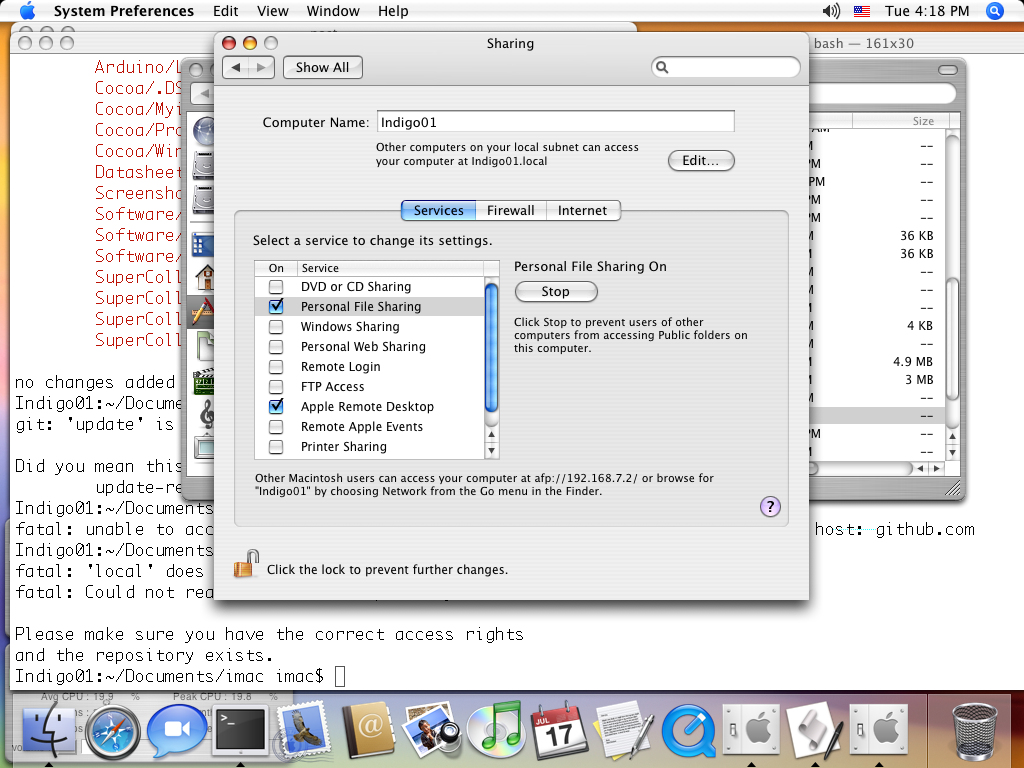 System Preferences Edit View Window Help Tue 4:18 PM
Sharing
bash — 161x30
Show All
Computer Name: Indigo01
Other computers on your local subnet can access
your computer at Indigo01.local
Edit...
Services Firewall Internet
Select a service to change its settings.
On Service
DVD or CD Sharing
Personal File Sharing
Windows Sharing
Personal Web Sharing
Remote Login
FTP Access
Apple Remote Desktop
Remote Apple Events
Printer Sharing
Personal File Sharing On
Stop
Click Stop to prevent users of other
computers from accessing Public folders on
this computer.
Other Macintosh users can access your computer at afp://192.168.7.2/ or browse for
"Indigo01" by choosing Network from the Go menu in the Finder.
?
Click the lock to prevent further changes.
Arduino/L
Cocoa/.DS
Cocoa/Myi
Cocoa/Pro
Cocoa/Win
Datasheet
Screensho
Software/
Software/
Software/
SuperColl
SuperColl
SuperColl
SuperColl
no changes added
Indigo01:~/Docume
git: 'update' is
Did you mean this
update-re
Indigo01:~/Documents
fatal: unable to acc host: github.com
Indigo01:~/Documents
fatal: 'local' does
fatal: Could not rea
Please make sure you have the correct access rights
and the repository exists.
Indigo01:~/Documents/imac imac$
Size
--
--
--
--
--
--
36 KB
36 KB
--
--
--
4 KB
--
4.9 MB
3 MB
--
--
--
--
Avg CPU : 19.9 % Peak CPU : 19.8 %
JUL
17